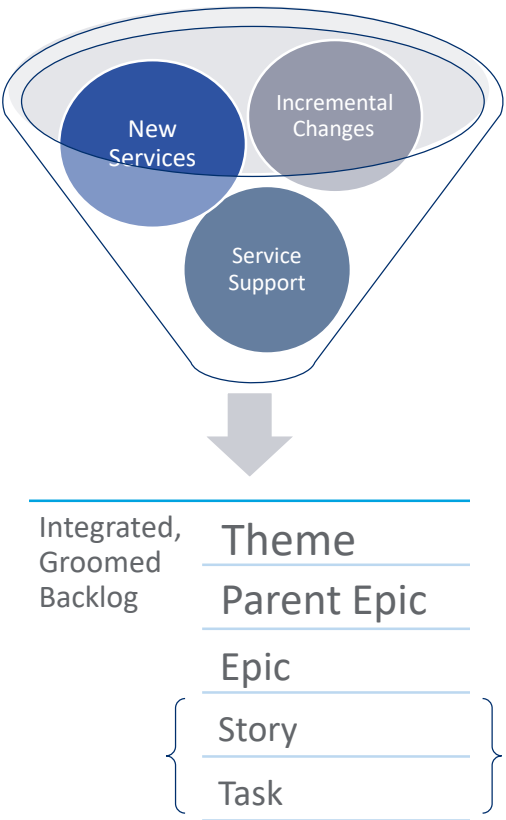 New
Services
Incremental
Changes
Service
Support
Integrated,
Groomed
Backlog
Theme
Parent Epic
Epic
Story
Task